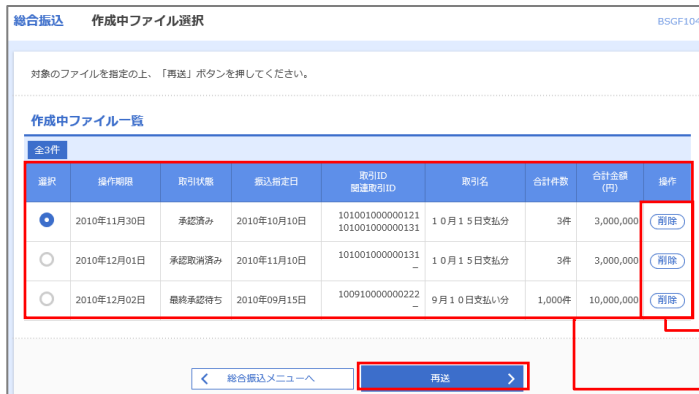 総合振込 作成中ファイル選択 BSGF104
対象のファイルを指定の上、「再送」ボタンを押してください。
作成中ファイル一覧
全3件
選択 操作期限 取引状態 振込指定日 取引ID 関連取引ID 取引名 合計件数 合計金額(円) 操作
2010年11月30日 承認済み 2010年10月10日 101001000000121 101001000000131 10月15日支払分 3件 3,000,000 削除
2010年12月01日 承認取消済み 2010年11月10日 101001000000131 − 10月15日支払分 3件 3,000,000 削除
2010年12月02日 最終承認待ち 2010年09月15日 100910000000222 − 9月10日支払い分 1,000件 10,000,000 削除
総合振込メニューへ 再送